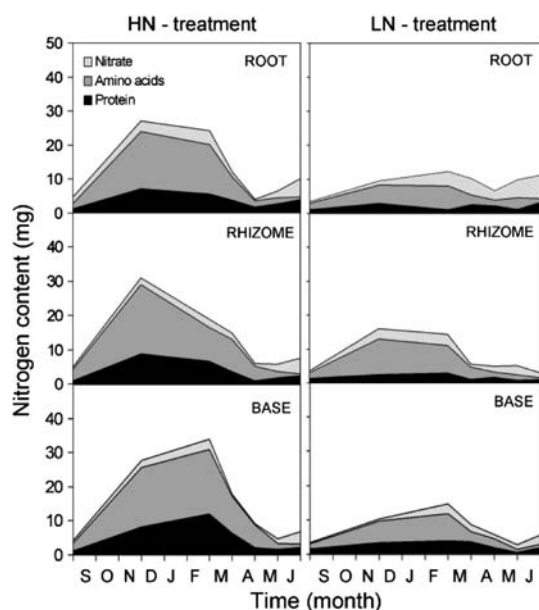 HN - treatment LN - treatment
50 Nitrate ROOT ROOT
40 Amino acids
Protein
30
20
10
0
RHIZOME RHIZOME
40
30
20
10
0
BASE BASE
40
30
20
10
0
Nitrogen content (mg)
S O N D J F M A M J S O N D J F M A M J
Time (month)